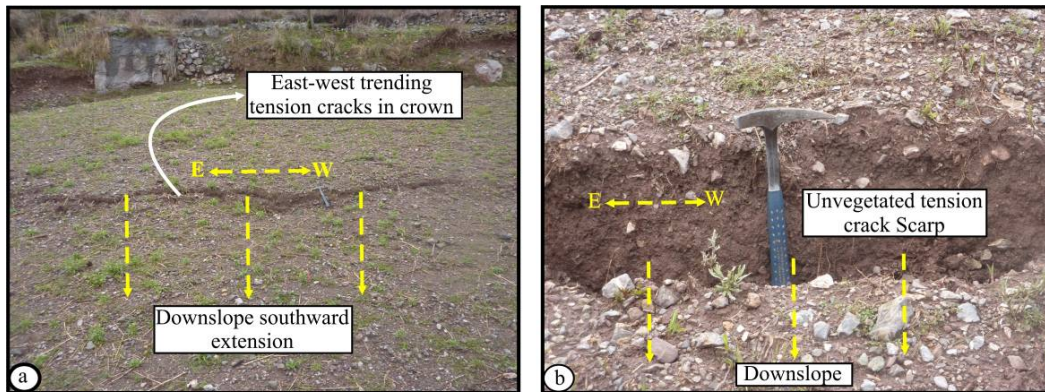 East-west trending
tension cracks in crown
E W
Downslope southward
extension
a
E W
Unvegetated tension
crack Scarp
Downslope
b